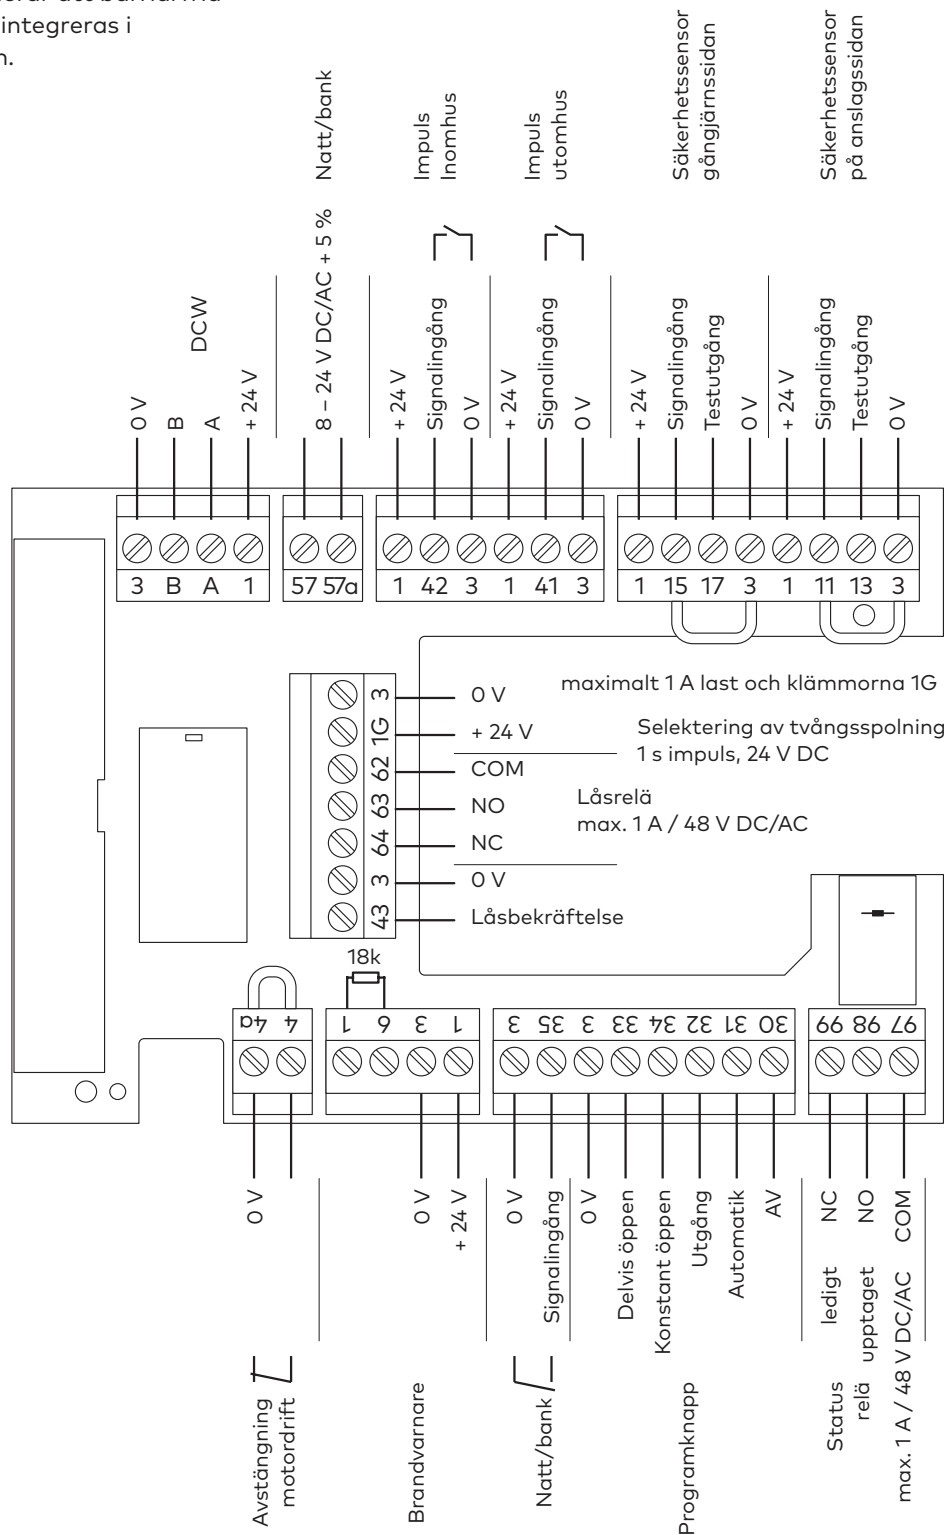 integreras i
n.
Natt/bank
Impuls
Inomhus
Impuls
utomhus
Säkerhetssensor
gångjärnssidan
Säkerhetssensor
på anslagssidan
DCW
0 V
B
A
+ 24 V
8 – 24 V DC/AC + 5 %
+ 24 V
Signalingång
0 V
+ 24 V
Signalingång
0 V
+ 24 V
Signalingång
Testutgång
0 V
+ 24 V
Signalingång
Testutgång
0 V
3 B A 1 57 57a 1 42 3 1 41 3 1 15 17 3 1 11 13 3
3 0 V
maximalt 1 A last och klämmorna 1G
1G + 24 V
Selektering av tvångsspolning
1 s impuls, 24 V DC
62 COM
63 NO
Låsrelä
max. 1 A / 48 V DC/AC
64 NC
3 0 V
43 Låsbekräftelse
18k
4a 4 1 6 3 1 3 35 3 33 34 32 31 30 99 98 97
0 V
0 V
+ 24 V
0 V
Signalingång
0 V
Delvis öppen
Konstant öppen
Utgång
Automatik
AV
NC
NO
COM
ledigt
upptaget
max. 1 A / 48 V DC/AC
Avstängning
motordrift
Brandvarnare
Natt/bank
Programknapp
Status
relä